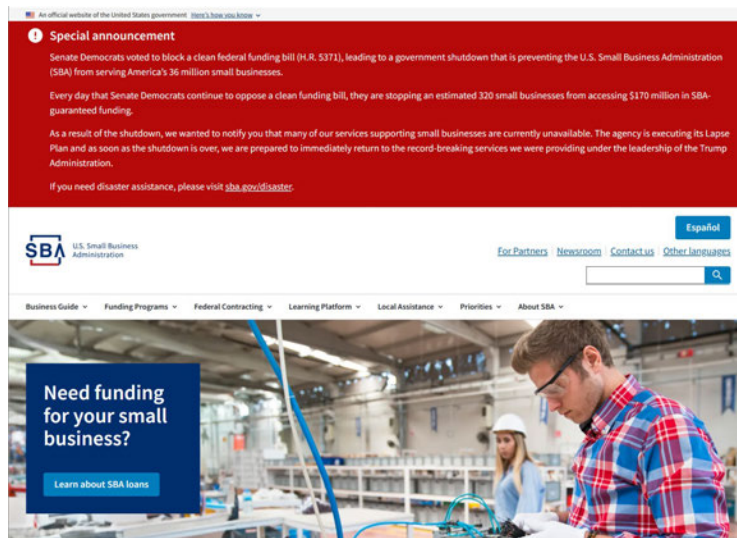 An official website of the United States government Here's how you know
Special announcement
Senate Democrats voted to block a clean federal funding bill (H.R. 5371), leading to a government shutdown that is preventing the U.S. Small Business Administration
(SBA) from serving America's 36 million small businesses.
Every day that Senate Democrats continue to oppose a clean funding bill, they are stopping an estimated 320 small businesses from accessing $170 million in SBA-
guaranteed funding.
As a result of the shutdown, we wanted to notify you that many of our services supporting small businesses are currently unavailable. The agency is executing its Lapse
Plan and as soon as the shutdown is over, we are prepared to immediately return to the record-breaking services we were providing under the leadership of the Trump
Administration.
If you need disaster assistance, please visit sba.gov/disaster.
Español
SBA U.S. Small Business
Administration
For Partners Newsroom Contact us Other languages
Business Guide Funding Programs Federal Contracting Learning Platform Local Assistance Priorities About SBA
Need funding
for your small
business?
Learn about SBA loans